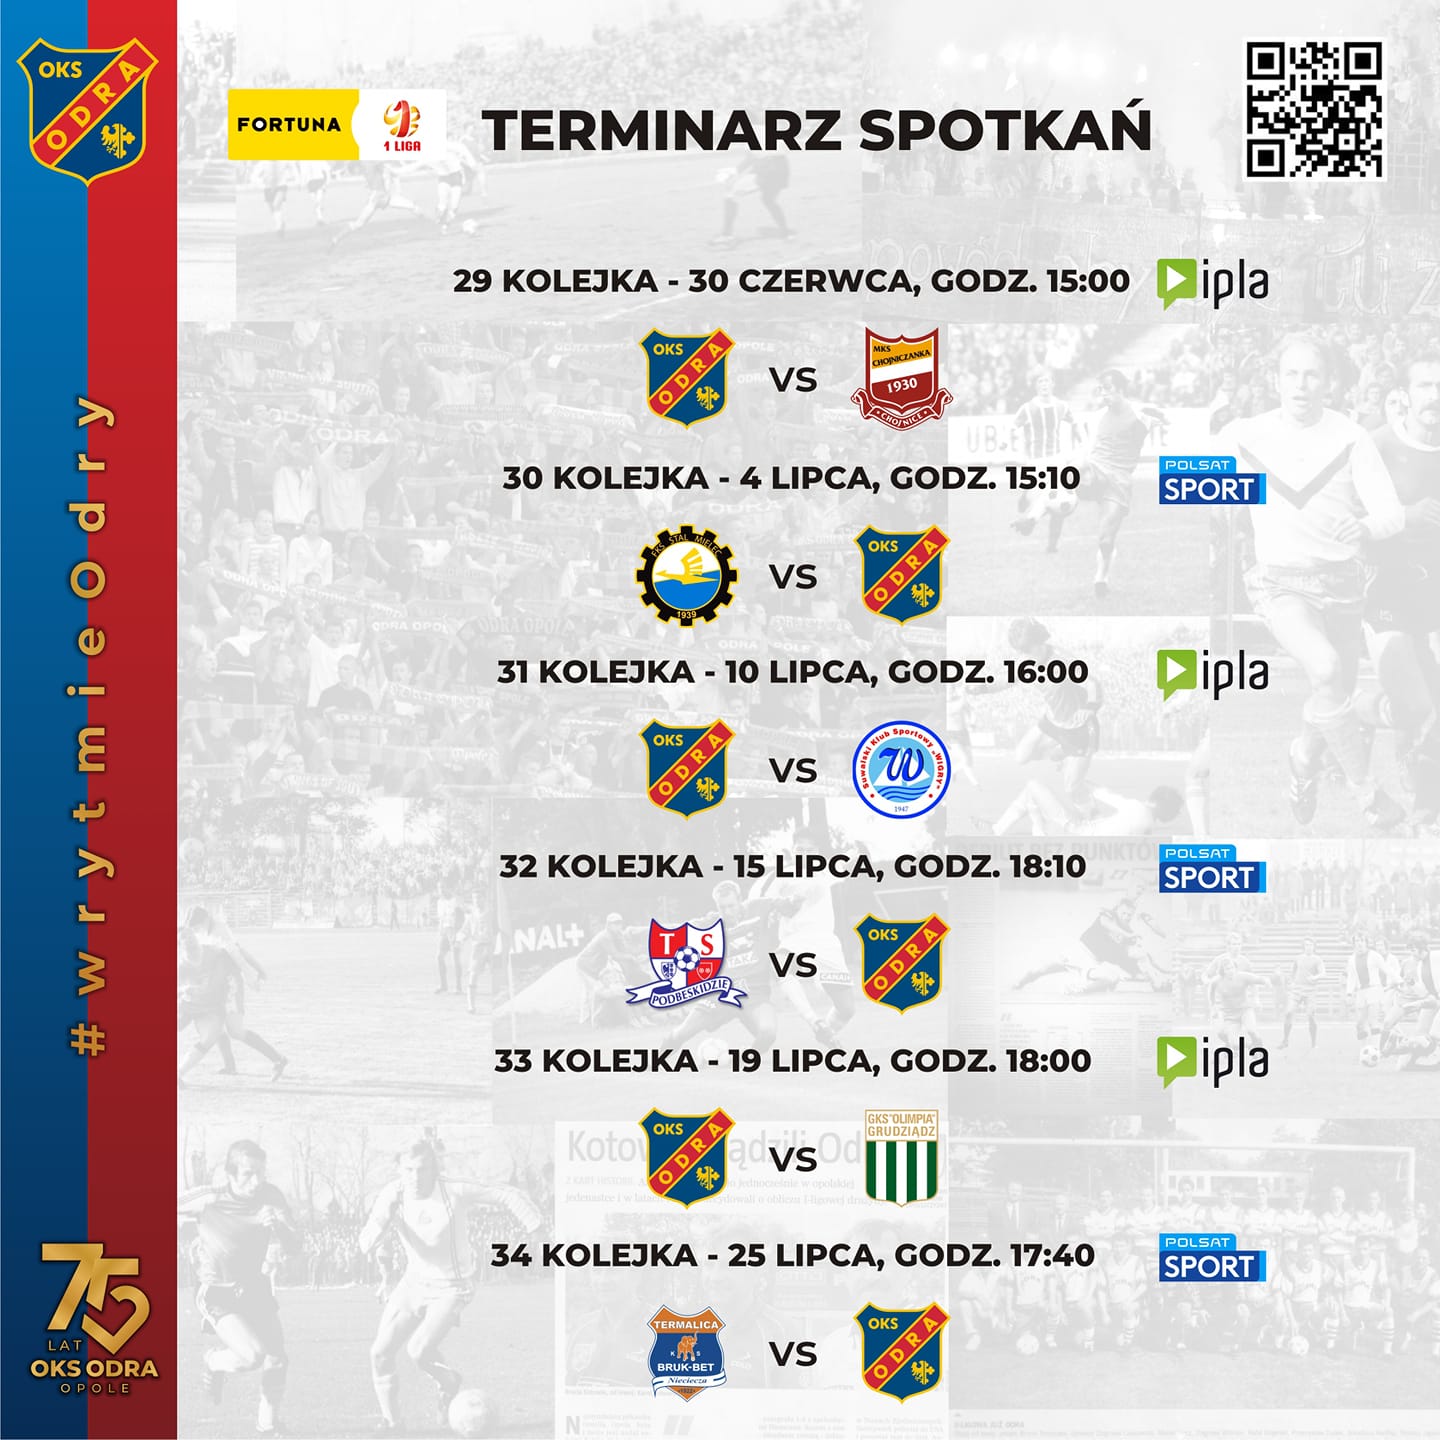 OKS
ODRA
FORTUNA
1 LIGA
TERMINARZ SPOTKAŃ
29 KOLEJKA - 30 CZERWCA, GODZ. 15:00
ipla
OKS
ODRA
VS
MKS
CHOJNICZANKA
1930
CHOJNICE
30 KOLEJKA - 4 LIPCA, GODZ. 15:10
POLSAT
SPORT
FKS STAL MIELEC
1939
VS
OKS
ODRA
31 KOLEJKA - 10 LIPCA, GODZ. 16:00
ipla
OKS
ODRA
VS
Suwalski Klub Sportowy „WIGRY"
W
1947
32 KOLEJKA - 15 LIPCA, GODZ. 18:10
POLSAT
SPORT
TS
PODBESKIDZIE
VS
OKS
ODRA
33 KOLEJKA - 19 LIPCA, GODZ. 18:00
ipla
OKS
ODRA
VS
GKS"OLIMPIA"
GRUDZIĄDZ
34 KOLEJKA - 25 LIPCA, GODZ. 17:40
POLSAT
SPORT
TERMALICA
KS
BRUK-BET
Nieciecza
1922
VS
OKS
ODRA
#wrytmieOdry
75
LAT
OKS ODRA
OPOLE